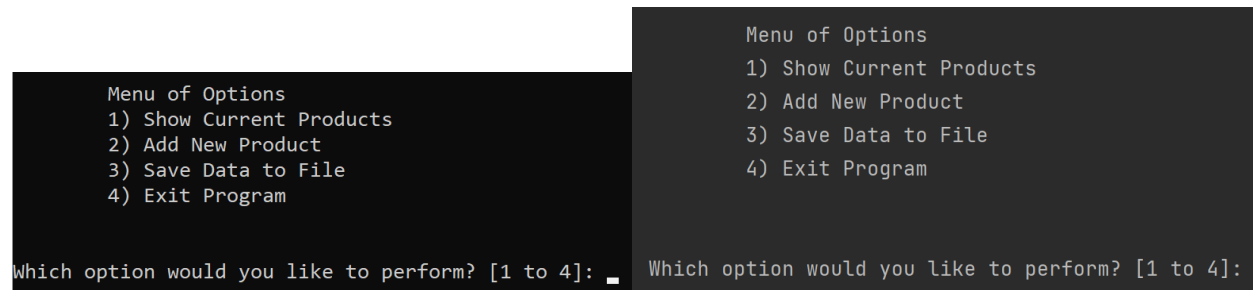 Menu of Options
1) Show Current Products
2) Add New Product
3) Save Data to File
4) Exit Program
Which option would you like to perform? [1 to 4]:
Menu of Options
1) Show Current Products
2) Add New Product
3) Save Data to File
4) Exit Program
Which option would you like to perform? [1 to 4]: